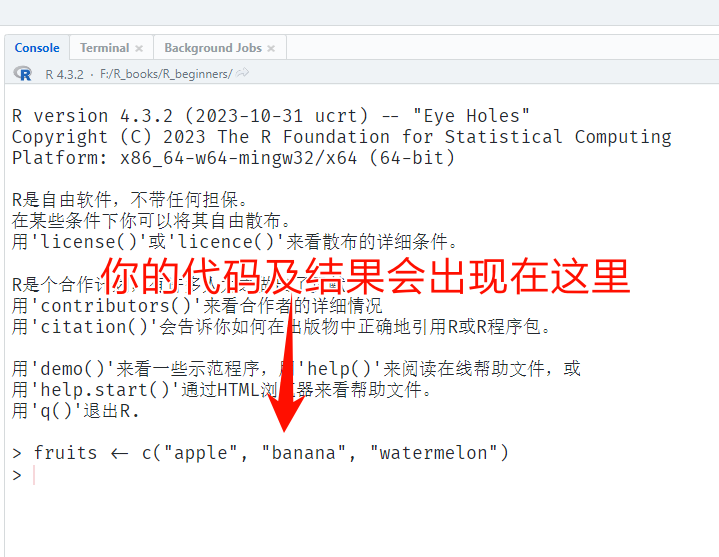 Console Terminal Background Jobs
R 4.3.2 · F:/R_books/R_beginners/
R version 4.3.2 (2023-10-31 ucrt) -- "Eye Holes"
Copyright (C) 2023 The R Foundation for Statistical Computing
Platform: x86_64-w64-mingw32/x64 (64-bit)
R是自由软件，不带任何担保。
在某些条件下你可以将其自由散布。
用'license()'或'licence()'来看散布的详细条件。
你的代码及结果会出现在这里
R是个合作计
用'contributors()'来看合作者的详细情况
用'citation()'会告诉你如何在出版物中正确地引用R或R程序包。
用'demo()'来看一些示范程序，用'help()'来阅读在线帮助文件，或
用'help.start()'通过HTML浏览器来看帮助文件。
用'q()'退出R.
> fruits <- c("apple", "banana", "watermelon")
>